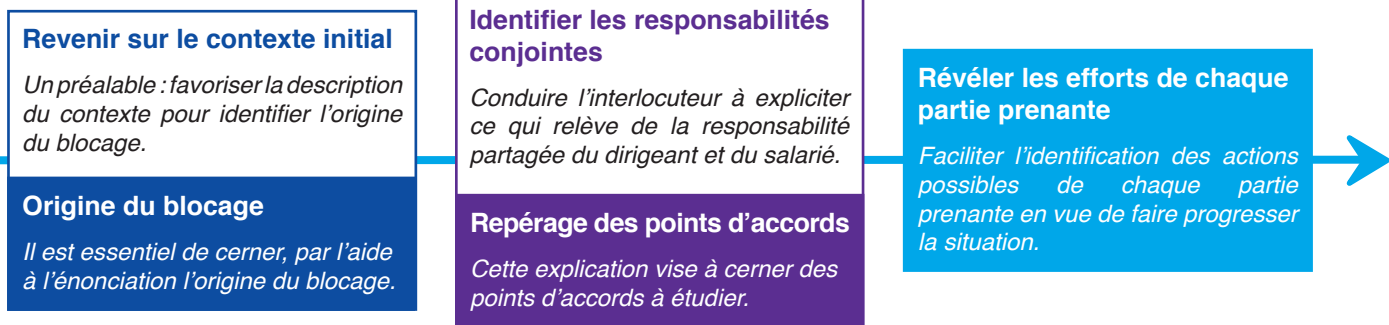 Revenir sur le contexte initial
Un préalable : favoriser la description
du contexte pour identifier l’origine
du blocage.
Origine du blocage
Il est essentiel de cerner, par l’aide
à l’énonciation l’origine du blocage.
Identifier les responsabilités
conjointes
Conduire l’interlocuteur à expliciter
ce qui relève de la responsabilité
partagée du dirigeant et du salarié.
Repérage des points d’accords
Cette explication vise à cerner des
points d’accords à étudier.
Révéler les efforts de chaque
partie prenante
Faciliter l’identification des actions
possibles de chaque partie
prenante en vue de faire progresser
la situation.